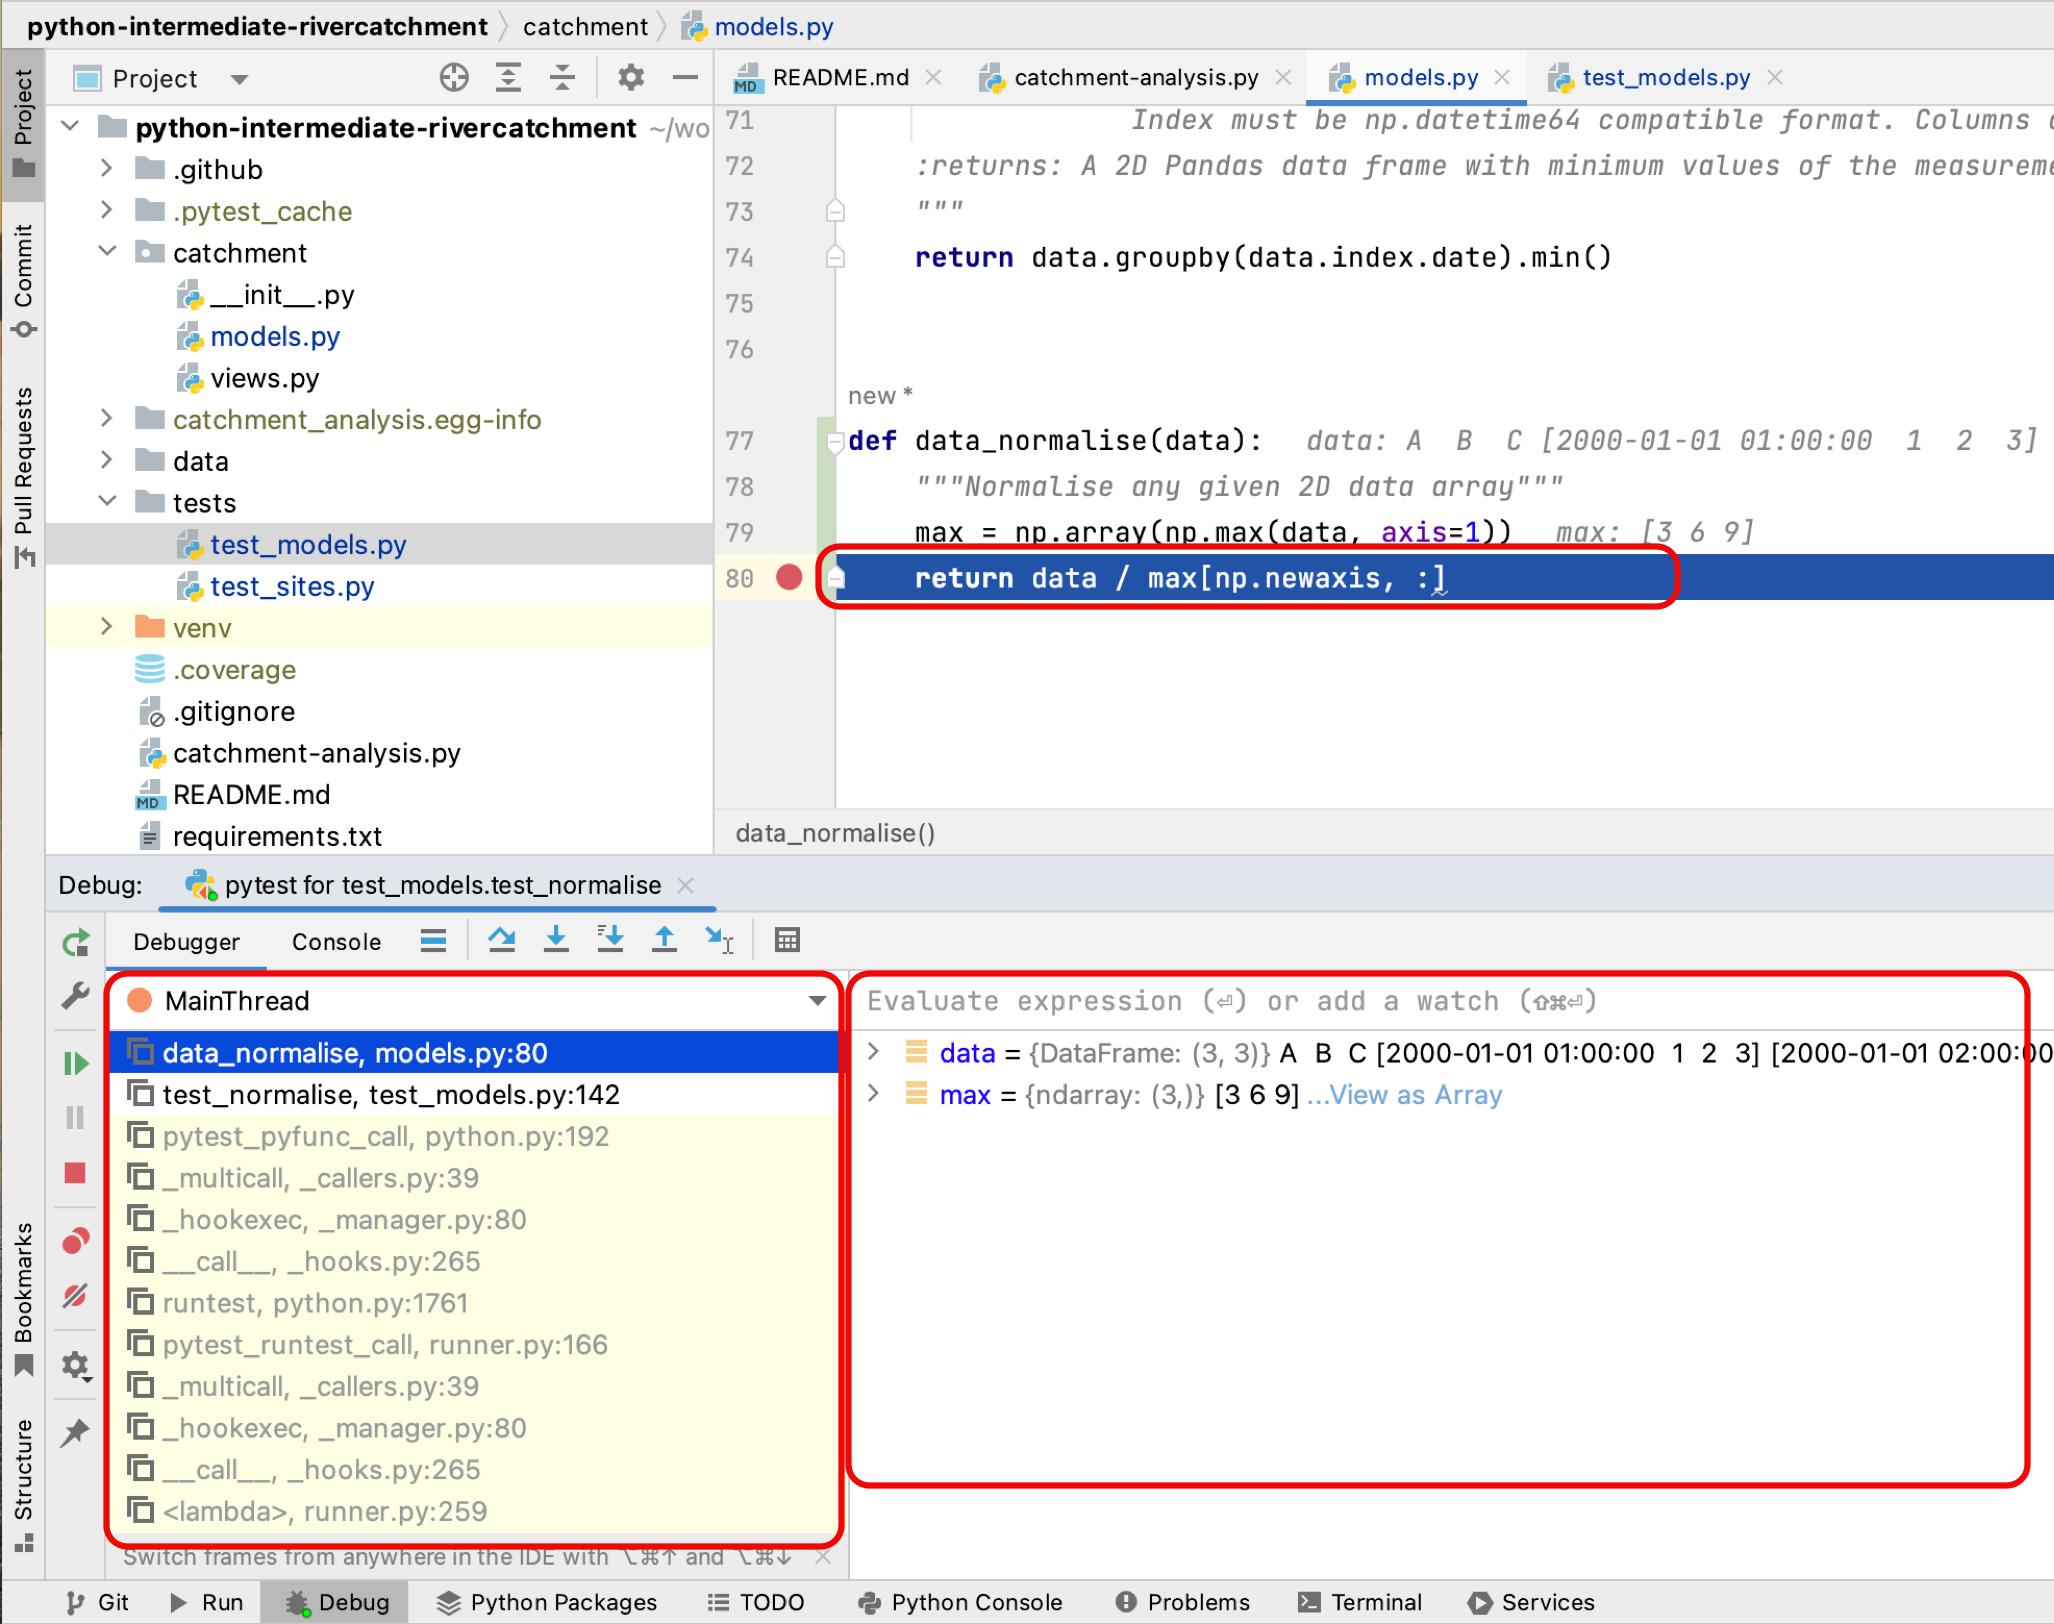 python-intermediate-rivercatchment catchment models.py
Project
Commit
Pull Requests
Bookmarks
Structure
Project
python-intermediate-rivercatchment ~/wo
.github
.pytest_cache
catchment
__init__.py
models.py
views.py
catchment_analysis.egg-info
data
tests
test_models.py
test_sites.py
venv
.coverage
.gitignore
catchment-analysis.py
MD README.md
requirements.txt
MD README.md catchment-analysis.py models.py test_models.py
71 Index must be np.datetime64 compatible format. Columns
72 :returns: A 2D Pandas data frame with minimum values of the measureme
73 """
74 return data.groupby(data.index.date).min()
75
76
new *
77 def data_normalise(data): data: A B C [2000-01-01 01:00:00 1 2 3]
78 """Normalise any given 2D data array"""
79 max = np.array(np.max(data, axis=1)) max: [3 6 9]
80 return data / max[np.newaxis, :]
data_normalise()
Debug: pytest for test_models.test_normalise
Debugger Console
MainThread
data_normalise, models.py:80
test_normalise, test_models.py:142
pytest_pyfunc_call, python.py:192
_multicall, _callers.py:39
_hookexec, _manager.py:80
__call__, _hooks.py:265
runtest, python.py:1761
pytest_runtest_call, runner.py:166
_multicall, _callers.py:39
_hookexec, _manager.py:80
__call__, _hooks.py:265
<lambda>, runner.py:259
Switch frames from anywhere in the IDE with ⌥⌘↑ and ⌥⌘↓
Evaluate expression (⏎) or add a watch (⇧⌘⏎)
data = {DataFrame: (3, 3)} A B C [2000-01-01 01:00:00 1 2 3] [2000-01-01 02:00:00
max = {ndarray: (3,)} [3 6 9] ...View as Array
Git Run Debug Python Packages TODO Python Console Problems Terminal Services